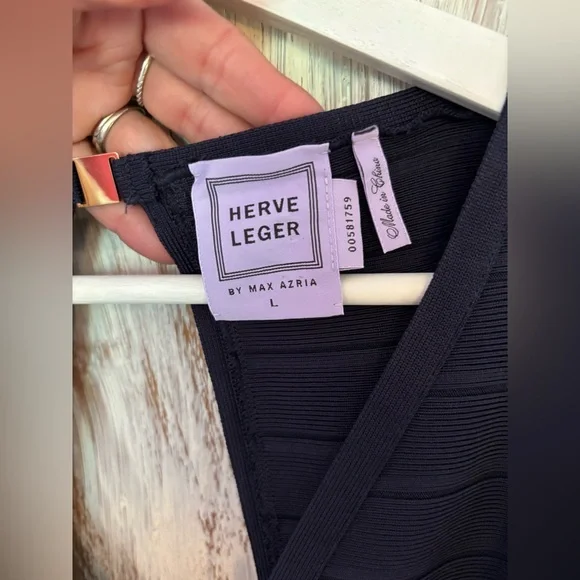 HERVE
LEGER
BY MAX AZRIA
L
00581759
Made in China